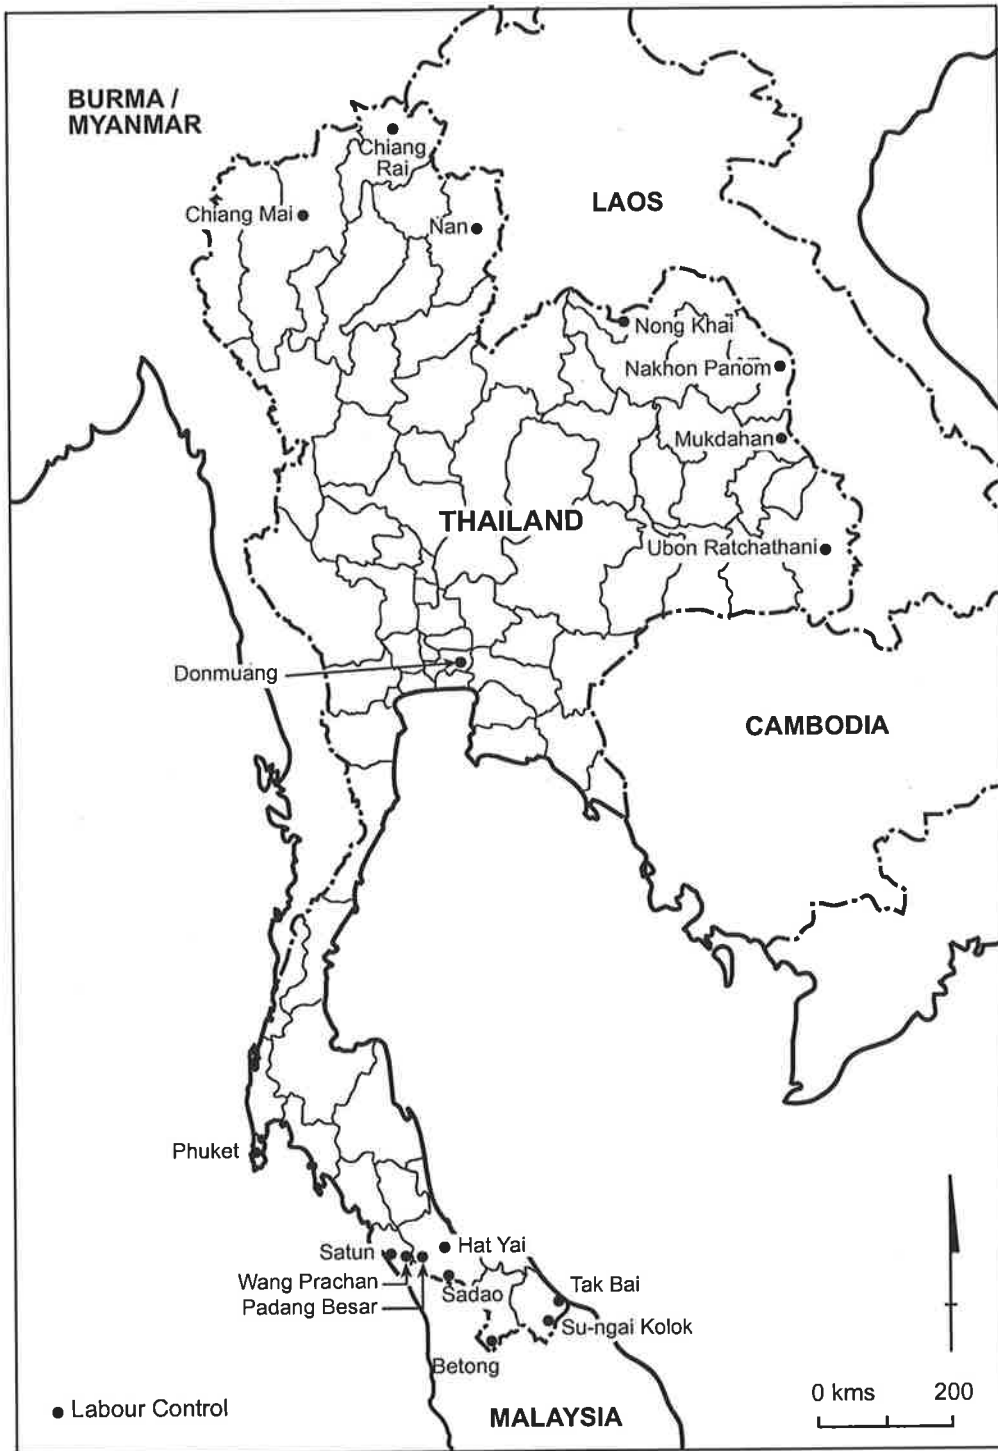 BURMA /
MYANMAR
Chiang
Rai
LAOS
Chiang Mai
Nan
Nong Khai
Nakhon Panom
Mukdahan
THAILAND
Ubon Ratchathani
Donmuang
CAMBODIA
Phuket
Satun
Hat Yai
Wang Prachan
Sadao
Tak Bai
Padang Besar
Su-ngai Kolok
Betong
0 kms 200
Labour Control
MALAYSIA